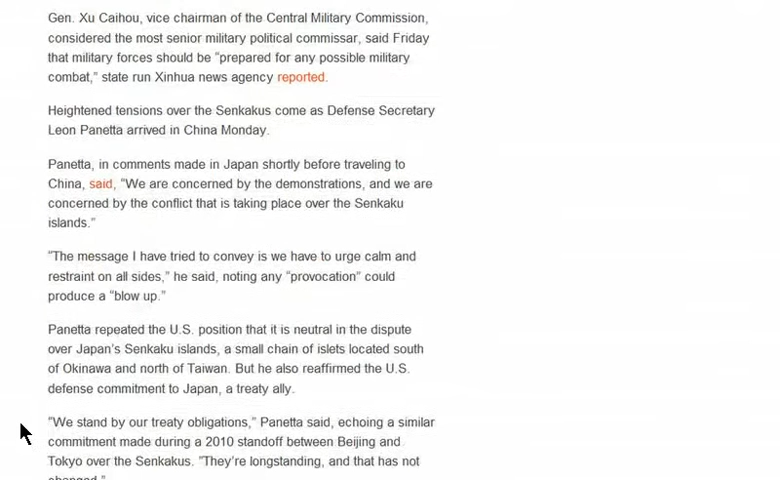 Gen. Xu Caihou, vice chairman of the Central Military Commission,
considered the most senior military political commissar, said Friday
that military forces should be “prepared for any possible military
combat,” state run Xinhua news agency reported.
Heightened tensions over the Senkakus come as Defense Secretary
Leon Panetta arrived in China Monday.
Panetta, in comments made in Japan shortly before traveling to
China, said, “We are concerned by the demonstrations, and we are
concerned by the conflict that is taking place over the Senkaku
islands.”
“The message I have tried to convey is we have to urge calm and
restraint on all sides,” he said, noting any “provocation” could
produce a “blow up.”
Panetta repeated the U.S. position that it is neutral in the dispute
over Japan’s Senkaku islands, a small chain of islets located south
of Okinawa and north of Taiwan. But he also reaffirmed the U.S.
defense commitment to Japan, a treaty ally.
“We stand by our treaty obligations,” Panetta said, echoing a similar
commitment made during a 2010 standoff between Beijing and
Tokyo over the Senkakus. “They’re longstanding, and that has not
changed.”